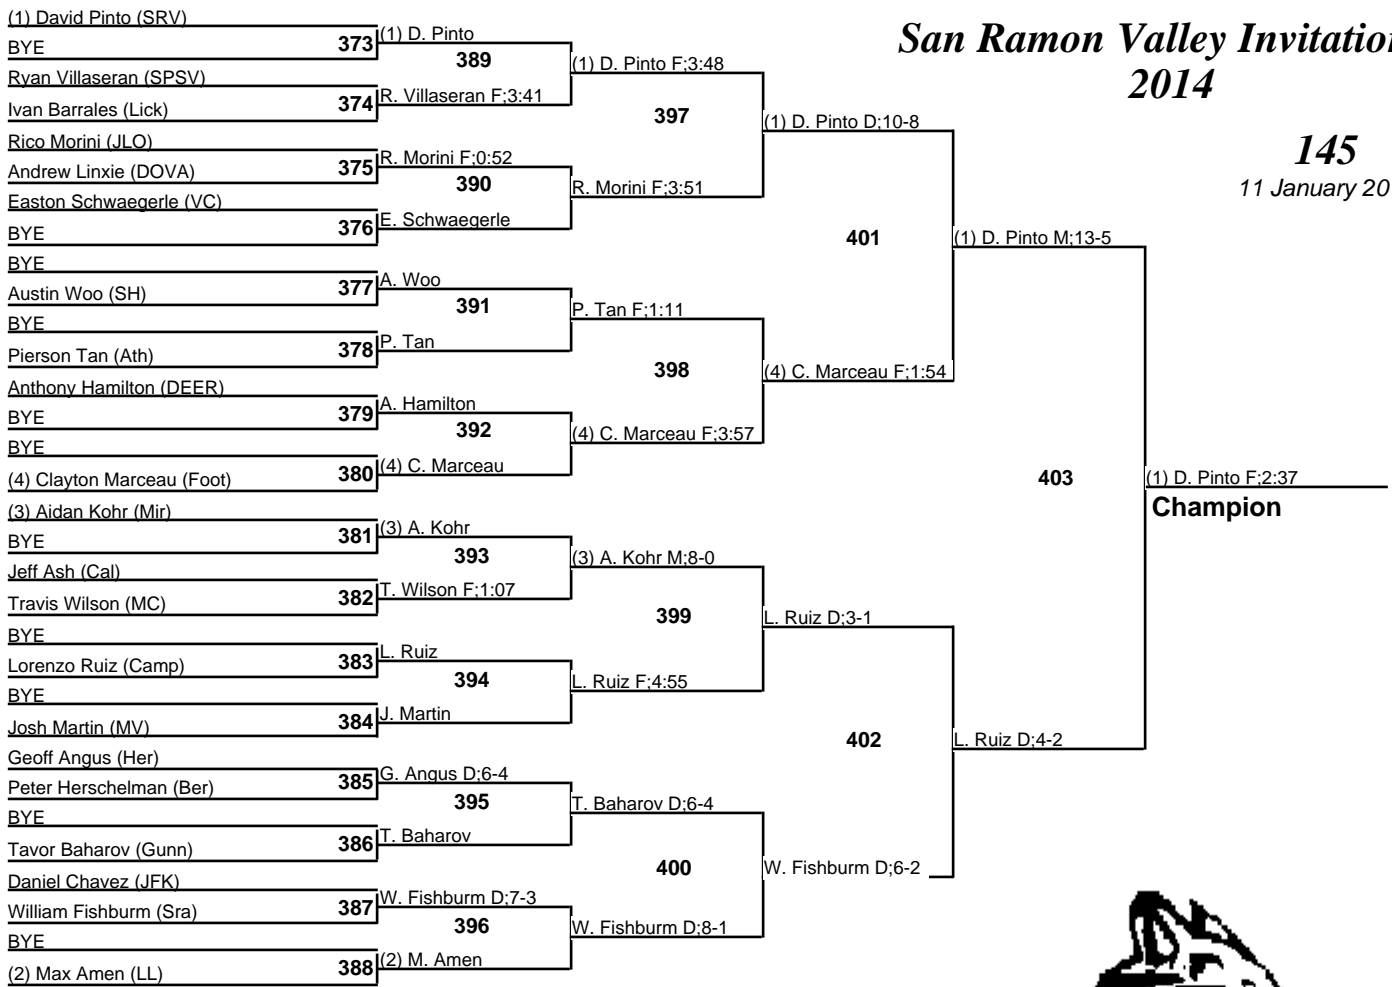 San Ramon Valley Invitation
2014
145
11 January 20
(1) David Pinto (SRV)
BYE
Ryan Villaseran (SPSV)
Ivan Barrales (Lick)
Rico Morini (JLO)
Andrew Linxie (DOVA)
Easton Schwaegerle (VC)
BYE
BYE
Austin Woo (SH)
BYE
Pierson Tan (Ath)
Anthony Hamilton (DEER)
BYE
BYE
(4) Clayton Marceau (Foot)
(3) Aidan Kohr (Mir)
BYE
Jeff Ash (Cal)
Travis Wilson (MC)
BYE
Lorenzo Ruiz (Camp)
BYE
Josh Martin (MV)
Geoff Angus (Her)
Peter Herschelman (Ber)
BYE
Tavor Baharov (Gunn)
Daniel Chavez (JFK)
William Fishburm (Sra)
BYE
(2) Max Amen (LL)
373
374
375
376
377
378
379
380
381
382
383
384
385
386
387
388
(1) D. Pinto
389
R. Villaseran F;3:41
R. Morini F;0:52
390
E. Schwaegerle
A. Woo
391
P. Tan
A. Hamilton
392
(4) C. Marceau
(3) A. Kohr
393
T. Wilson F;1:07
L. Ruiz
394
J. Martin
G. Angus D;6-4
395
T. Baharov
W. Fishburm D;7-3
396
(2) M. Amen
(1) D. Pinto F;3:48
397
R. Morini F;3:51
P. Tan F;1:11
398
(4) C. Marceau F;3:57
(3) A. Kohr M;8-0
399
L. Ruiz F;4:55
T. Baharov D;6-4
400
W. Fishburm D;8-1
(1) D. Pinto D;10-8
401
(4) C. Marceau F;1:54
L. Ruiz D;3-1
402
W. Fishburm D;6-2
(1) D. Pinto M;13-5
403
L. Ruiz D;4-2
(1) D. Pinto F;2:37
Champion